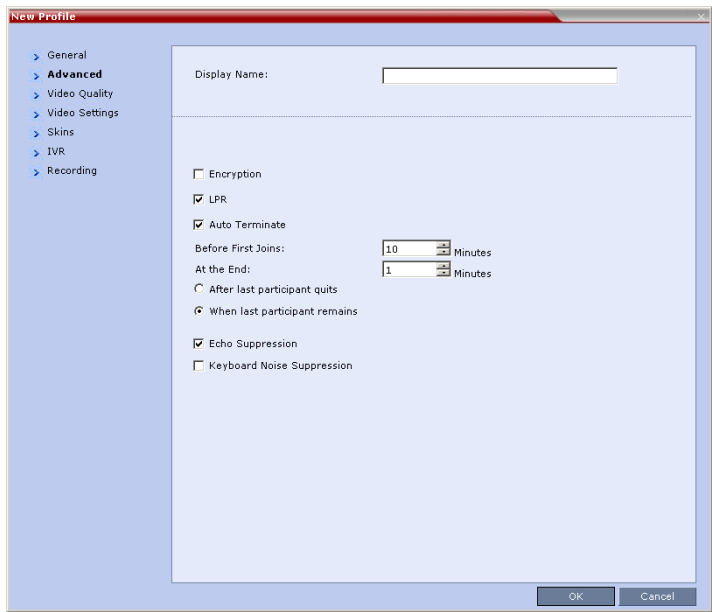 New Profile
General
Advanced
Video Quality
Video Settings
Skins
IVR
Recording
Display Name:
Encryption
LPR
Auto Terminate
Before First Joins: 10 Minutes
At the End: 1 Minutes
After last participant quits
When last participant remains
Echo Suppression
Keyboard Noise Suppression
OK Cancel